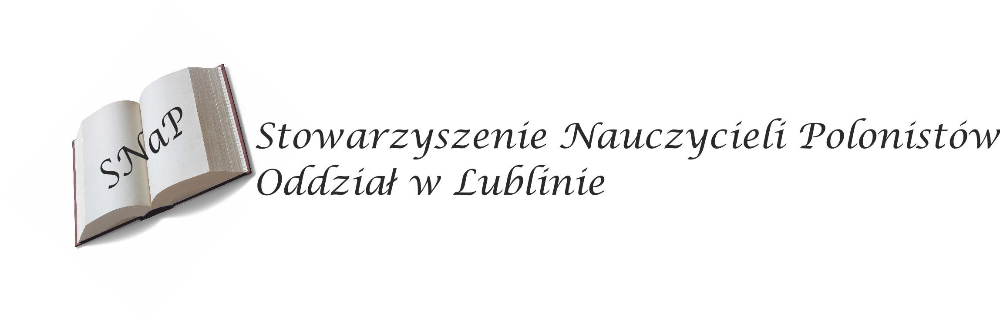 SNaP
Stowarzyszenie Nauczycieli Polonistów
Oddział w Lublinie